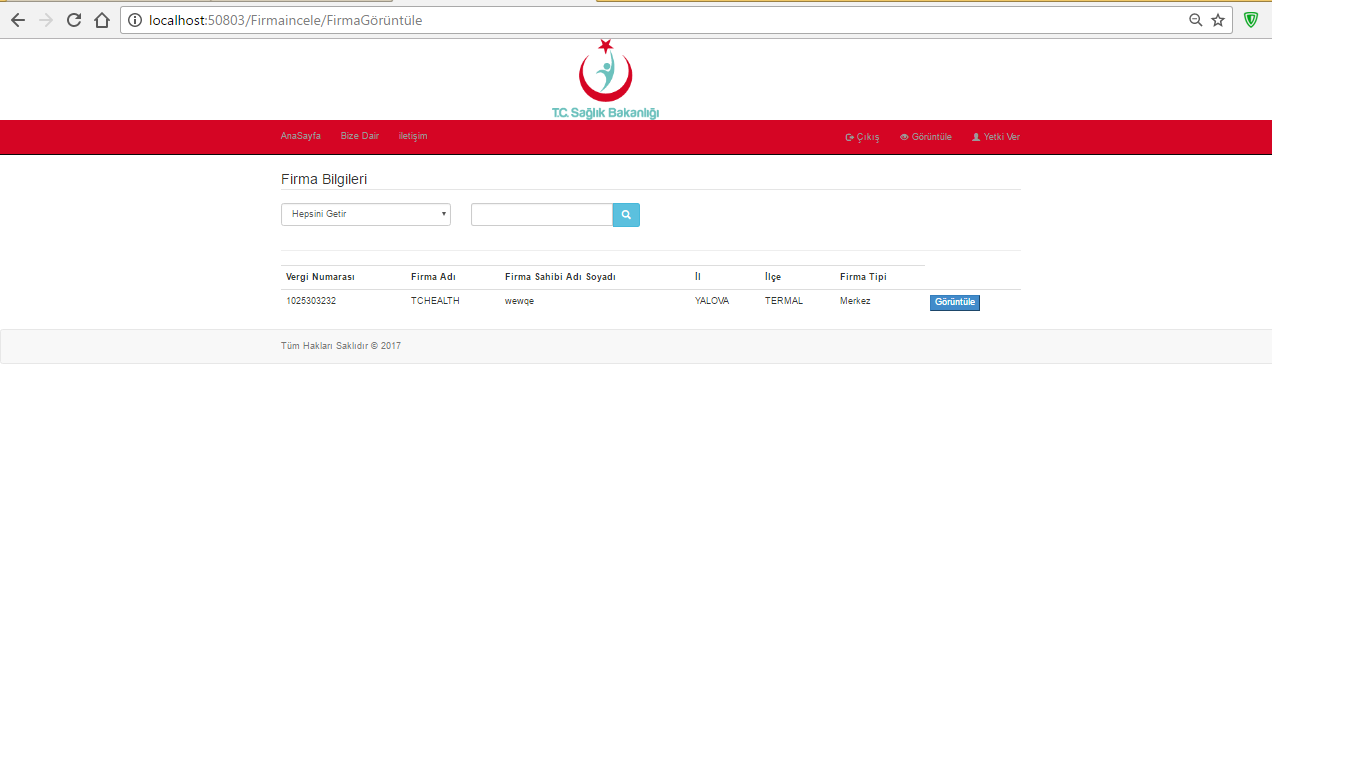 localhost:50803/Firmaincele/FirmaGörüntüle
T.C. Sağlık Bakanlığı
AnaSayfa Bize Dair iletişim Çıkış Görüntüle Yetki Ver
Firma Bilgileri
Hepsini Getir
Vergi Numarası Firma Adı Firma Sahibi Adı Soyadı İl İlçe Firma Tipi
1025303232 TCHEALTH wewqe YALOVA TERMAL Merkez Görüntüle
Tüm Hakları Saklıdır © 2017